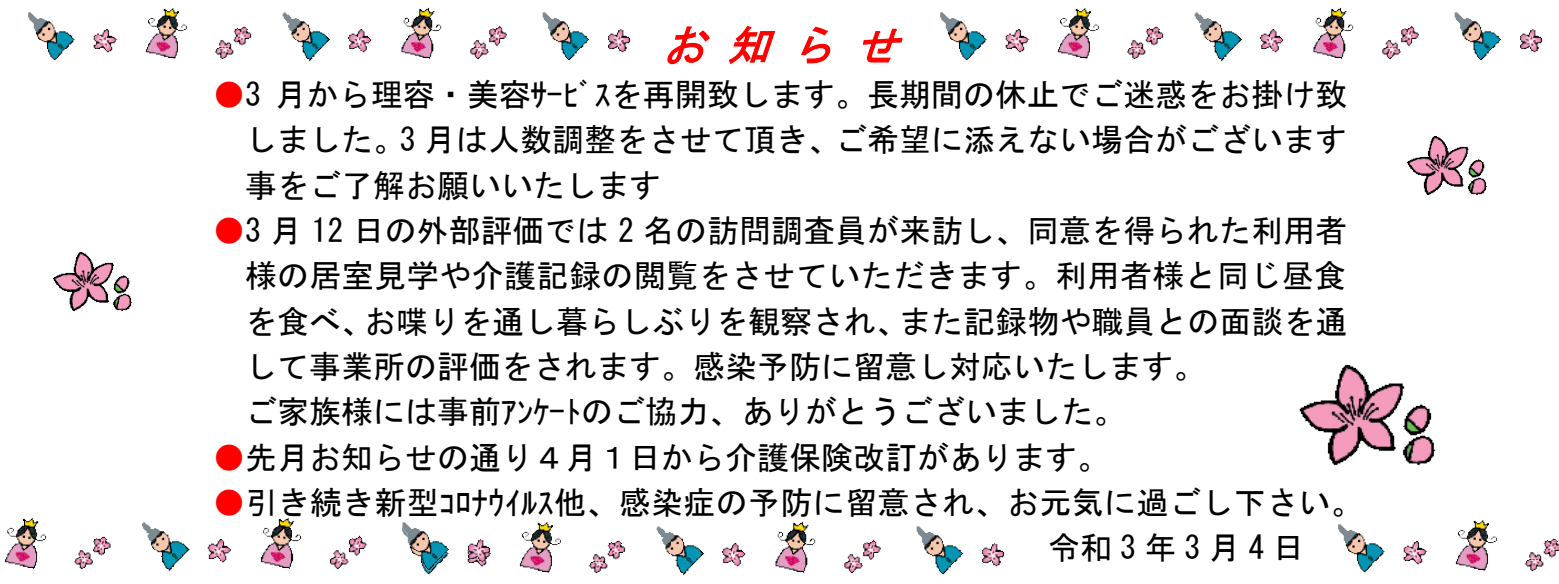 お知らせ
●3月から理容・美容ｻｰﾋﾞｽを再開致します。長期間の休止でご迷惑をお掛け致
しました。3月は人数調整をさせて頂き、ご希望に添えない場合がございます
事をご了解お願いいたします
●3月12日の外部評価では2名の訪問調査員が来訪し、同意を得られた利用者
様の居室見学や介護記録の閲覧をさせていただきます。利用者様と同じ昼食
を食べ、お喋りを通し暮らしぶりを観察され、また記録物や職員との面談を通
して事業所の評価をされます。感染予防に留意し対応いたします。
ご家族様には事前ｱﾝｹｰﾄのご協力、ありがとうございました。
●先月お知らせの通り４月１日から介護保険改訂があります。
●引き続き新型ｺﾛﾅｳｲﾙｽ他、感染症の予防に留意され、お元気に過ごし下さい。
令和3年3月4日